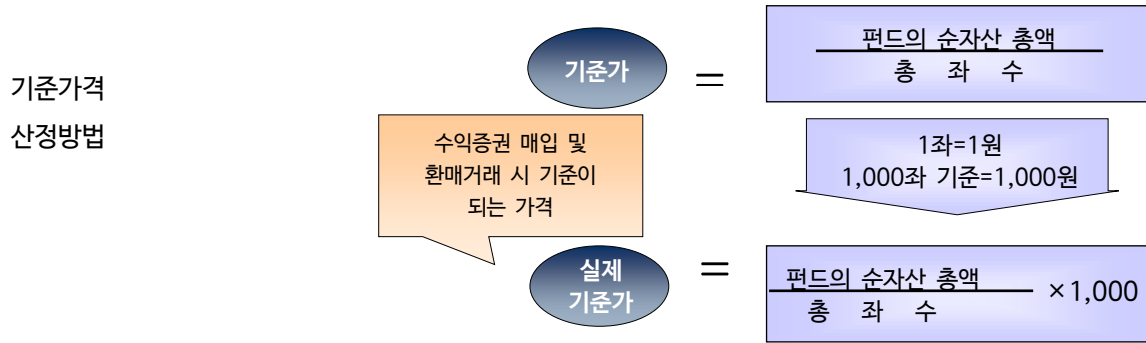 기준가격
산정방법
기준가
=
펀드의 순자산 총액
총 좌 수
수익증권 매입 및
환매거래 시 기준이
되는 가격
1좌=1원
1,000좌 기준=1,000원
실제
기준가
=
펀드의 순자산 총액
총 좌 수
×1,000